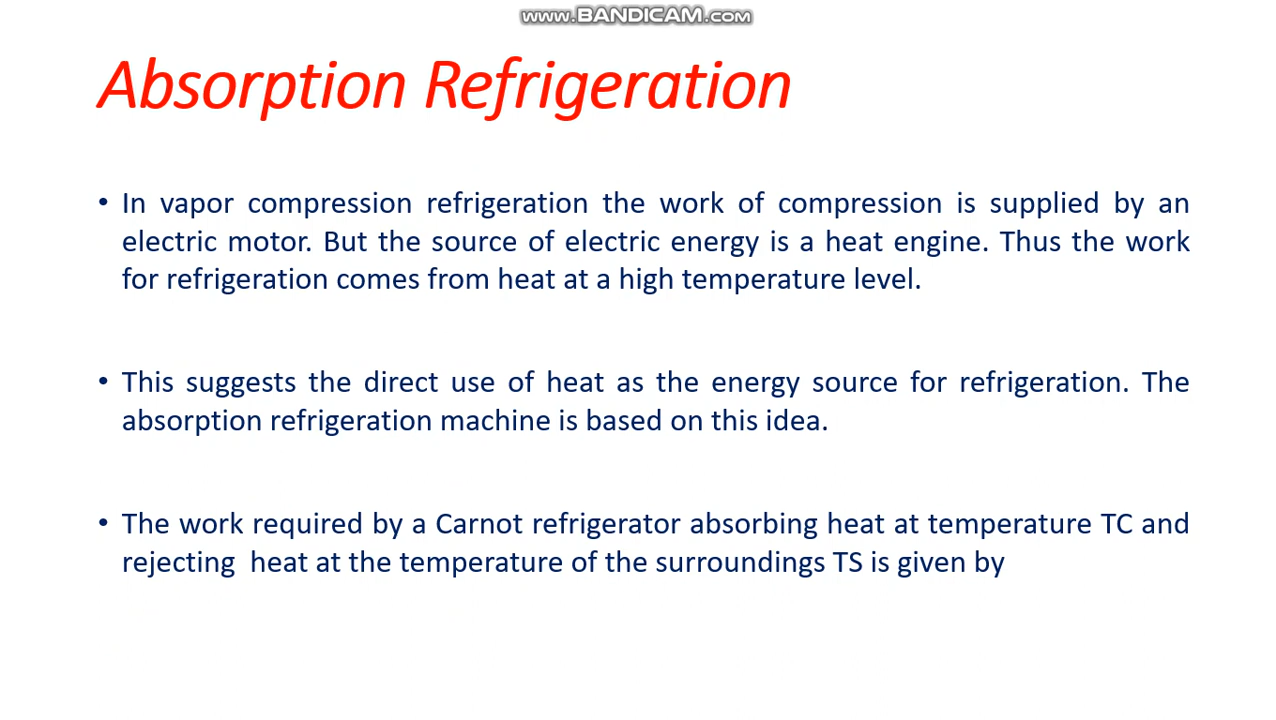 www.BANDICAM.com
Absorption Refrigeration
• In vapor compression refrigeration the work of compression is supplied by an
electric motor. But the source of electric energy is a heat engine. Thus the work
for refrigeration comes from heat at a high temperature level.
• This suggests the direct use of heat as the energy source for refrigeration. The
absorption refrigeration machine is based on this idea.
• The work required by a Carnot refrigerator absorbing heat at temperature TC and
rejecting heat at the temperature of the surroundings TS is given by